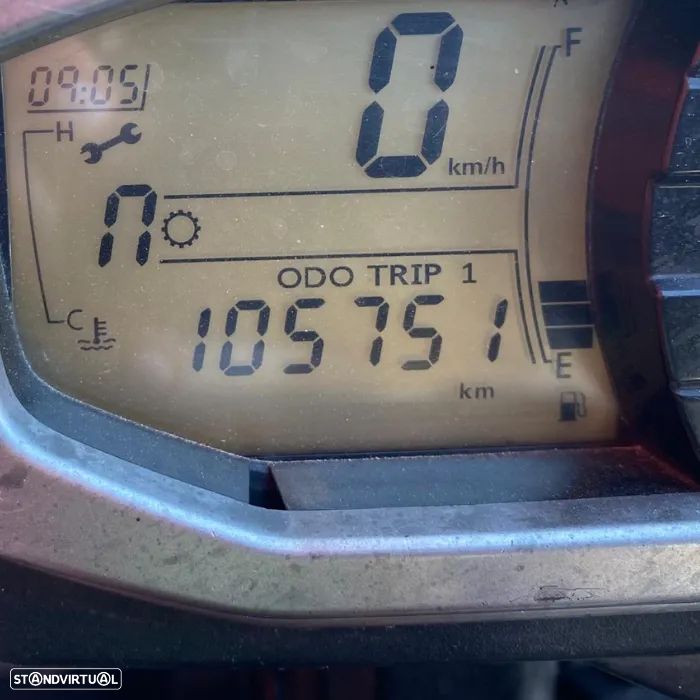 0
F
09:05
H
km/h
n
ODO TRIP 1
C
105751
E
km
STANDVIRTUAL